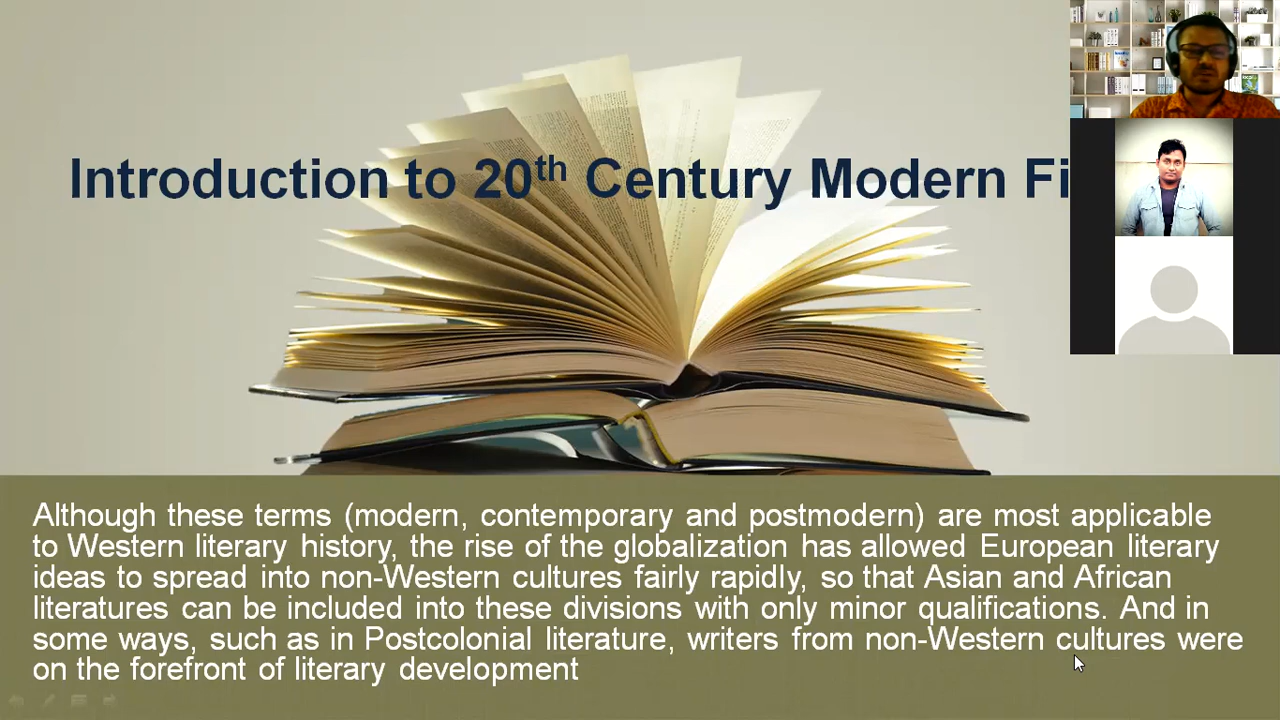 Introduction to 20th Century Modern Fi
Although these terms (modern, contemporary and postmodern) are most applicable
to Western literary history, the rise of the globalization has allowed European literary
ideas to spread into non-Western cultures fairly rapidly, so that Asian and African
literatures can be included into these divisions with only minor qualifications. And in
some ways, such as in Postcolonial literature, writers from non-Western cultures were
on the forefront of literary development